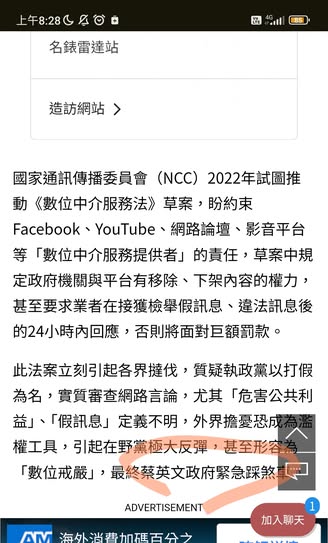 上午8:28
4G
85
名錶雷達站
造訪網站
國家通訊傳播委員會（NCC）2022年試圖推
動《數位中介服務法》草案，盼約束
Facebook、YouTube、網路論壇、影音平台
等「數位中介服務提供者」的責任，草案中規
定政府機關與平台有移除、下架內容的權力，
甚至要求業者在接獲檢舉假訊息、違法訊息後
的24小時內回應，否則將面對巨額罰款。
此法案立刻引起各界撻伐，質疑執政黨以打假
為名，實質審查網路言論，尤其「危害公共利
益」、「假訊息」定義不明，外界擔憂恐成為濫
權工具，引起在野黨極大反彈，甚至形容為
「數位戒嚴」，最終蔡英文政府緊急踩煞
ADVERTISEMENT
1
加入聊天
AM
海外消費加碼百分之